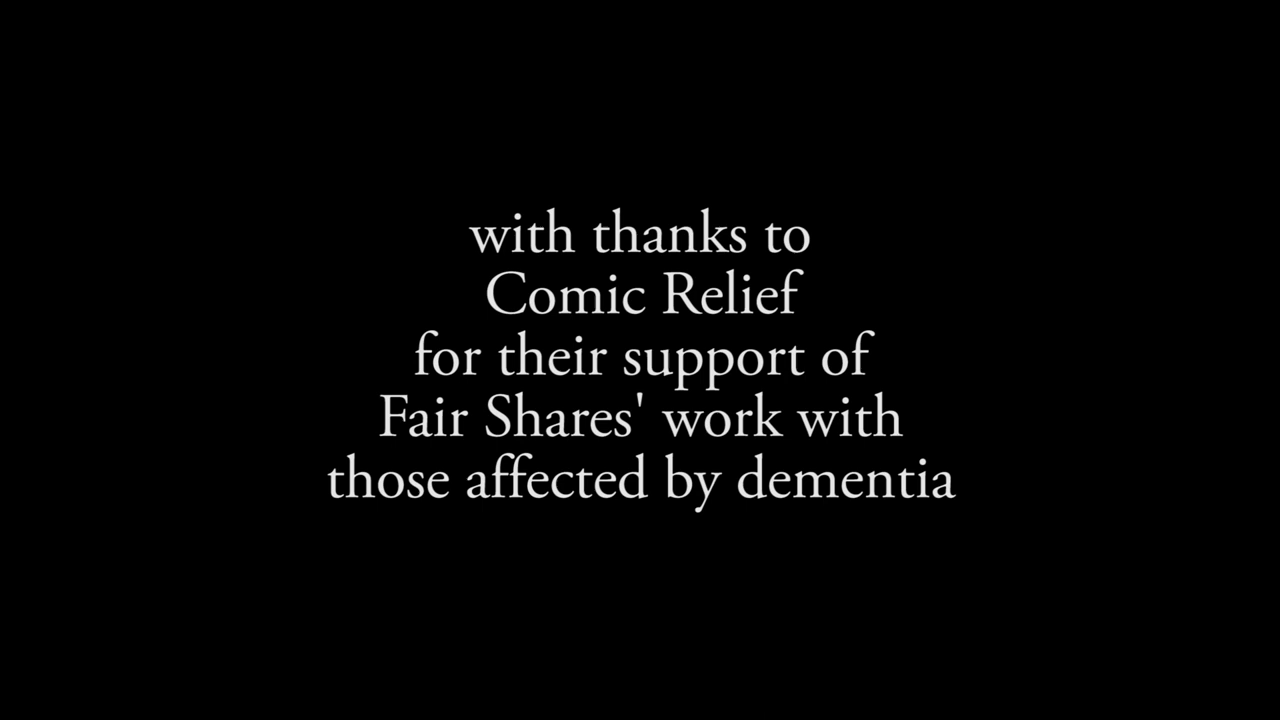 with thanks to
Comic Relief
for their support of
Fair Shares' work with
those affected by dementia